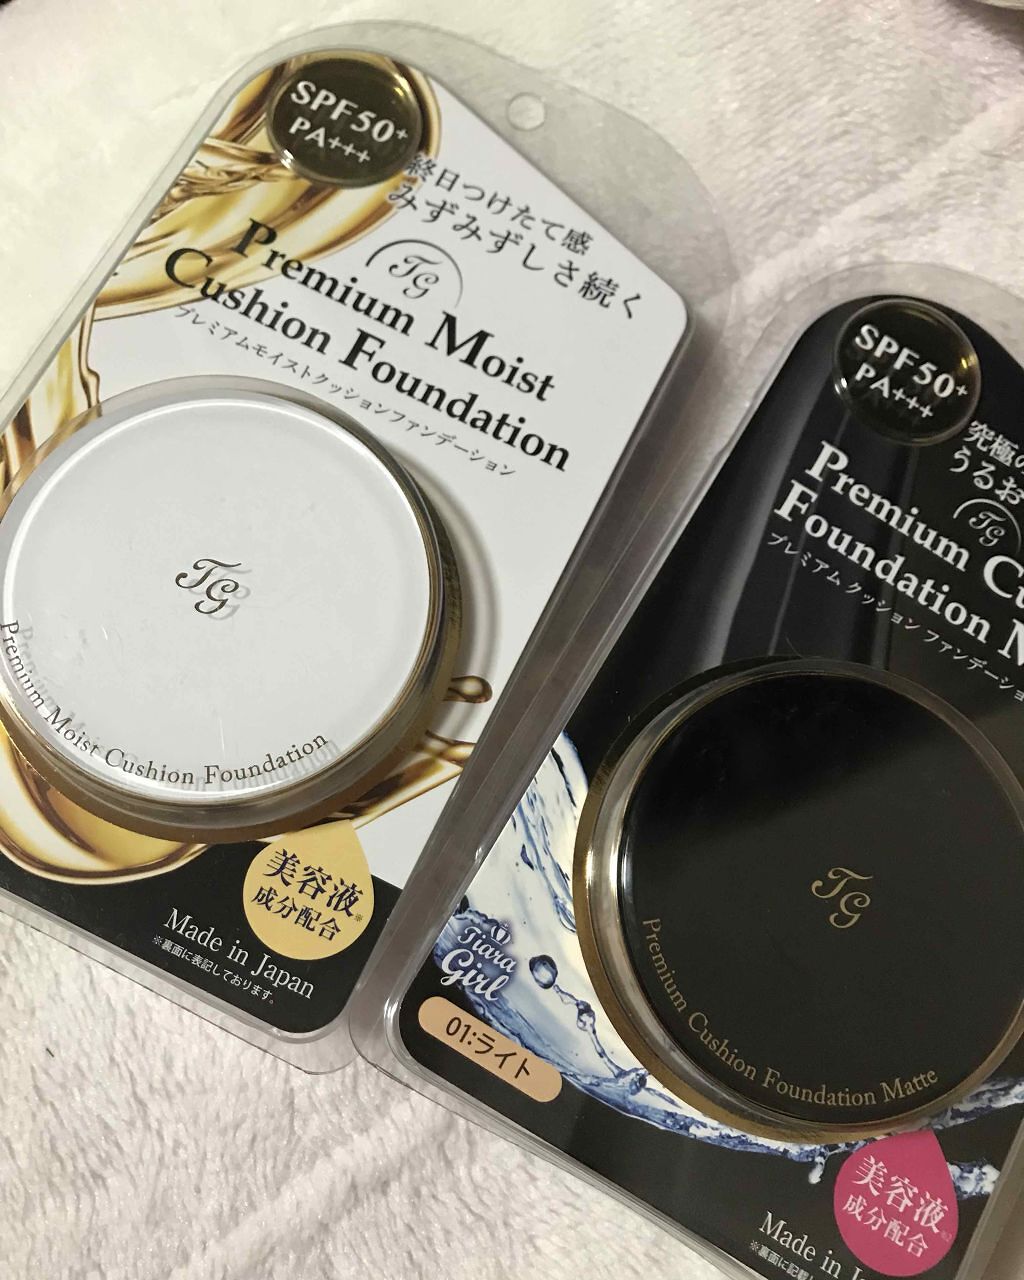 SPF50+
PA+++
終日つけたて感
みずみずしさ続く
TG
Premium Moist
Cushion Foundation
プレミアムモイストクッションファンデーション
TG
Premium Moist Cushion Foundation
美容液※
成分配合
Made in Japan
※裏面に表記しております。
SPF50+
PA+++
究極の
うるお
TG
Premium Cu
Foundation M
プレミアム クッション ファンデーショ
TG
Premium Cushion Foundation Matte
Tiara
Girl
01:ライト
美容液※2
成分配合
Made in J
※裏面に記載